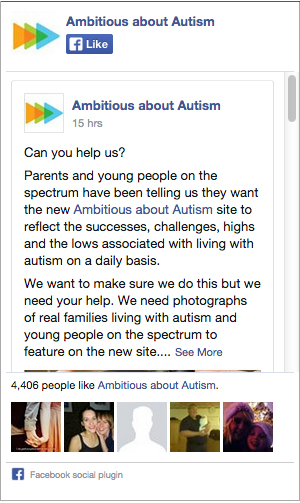 Ambitious about Autism
Like
Ambitious about Autism
15 hrs
Can you help us?
Parents and young people on the
spectrum have been telling us they want
the new Ambitious about Autism site to
reflect the successes, challenges, highs
and the lows associated with living with
autism on a daily basis.
We want to make sure we do this but we
need your help. We need photographs
of real families living with autism and
young people on the spectrum to
feature on the new site.... See More
4,406 people like Ambitious about Autism.
Facebook social plugin